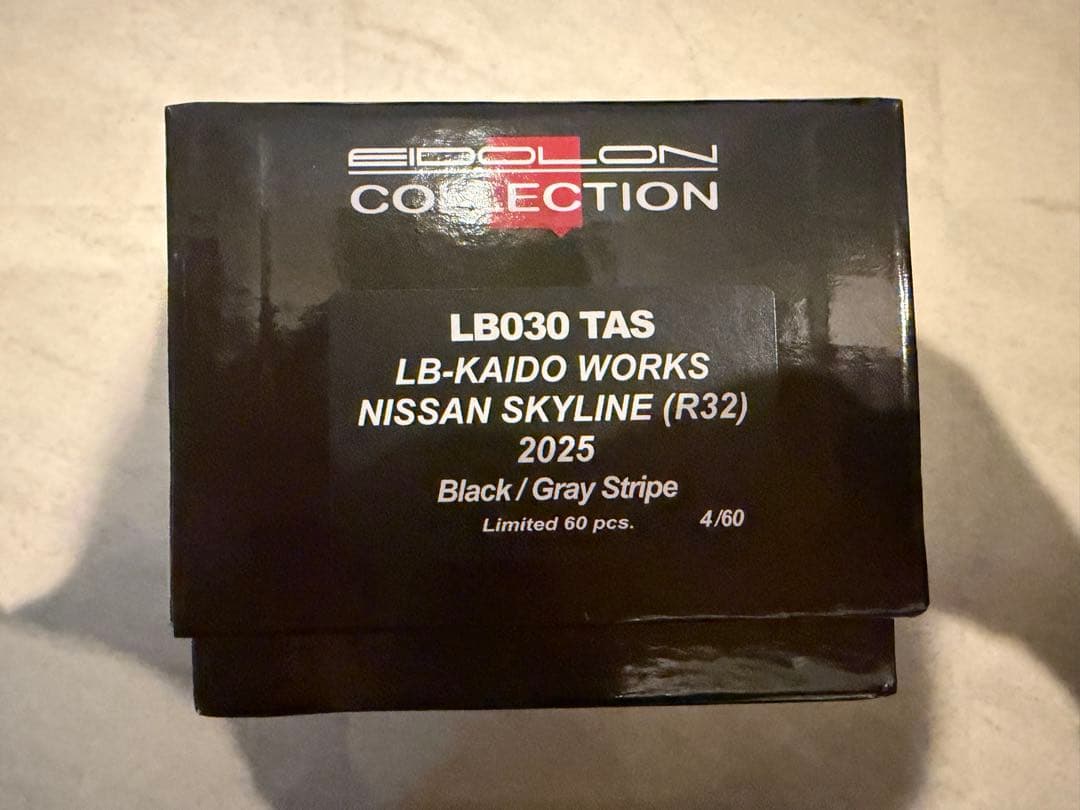 EIDOLON
COLLECTION
LB030 TAS
LB-KAIDO WORKS
NISSAN SKYLINE (R32)
2025
Black / Gray Stripe
Limited 60 pcs. 4/60